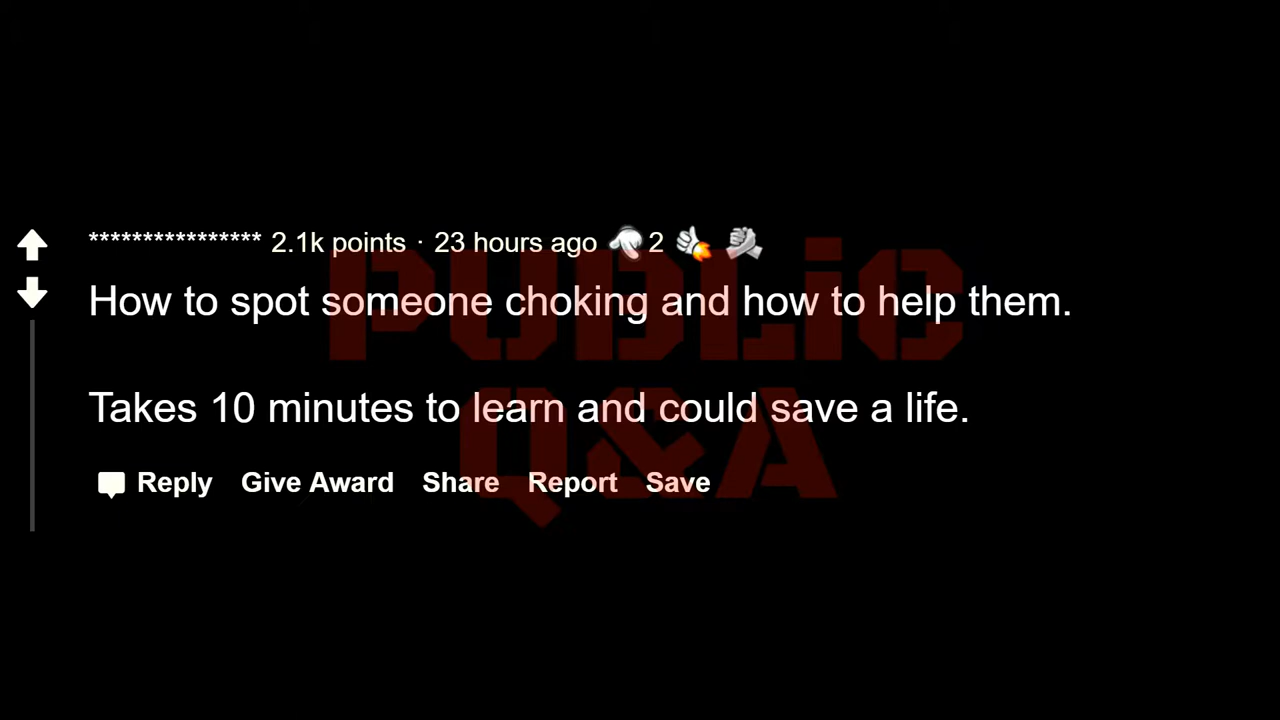 **************** 2.1k points · 23 hours ago 2
How to spot someone choking and how to help them.
Takes 10 minutes to learn and could save a life.
Reply Give Award Share Report Save
PUBLiC
Q&A